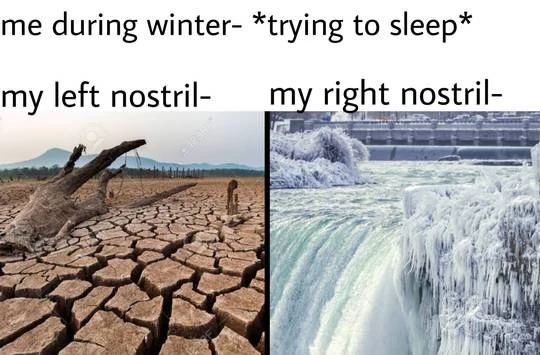 me during winter- *trying to sleep*
my left nostril-
my right nostril-